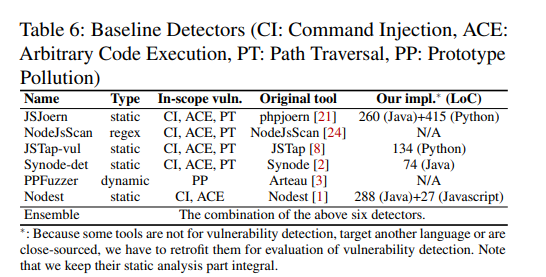 Table 6: Baseline Detectors (CI: Command Injection, ACE:
Arbitrary Code Execution, PT: Path Traversal, PP: Prototype
Pollution)
Name Type In-scope vuln. Original tool Our impl.* (LoC)
JSJoern static CI, ACE, PT phpjoern [21] 260 (Java)+415 (Python)
NodeJsScan regex CI, ACE, PT NodeJsScan [24] N/A
JSTap-vul static CI, ACE, PT JSTap [8] 134 (Python)
Synode-det static CI, ACE, PT Synode [2] 74 (Java)
PPFuzzer dynamic PP Arteau [3] N/A
Nodest static CI, ACE Nodest [1] 288 (Java)+27 (Javascript)
Ensemble The combination of the above six detectors.
*: Because some tools are not for vulnerability detection, target another language or are
close-sourced, we have to retrofit them for evaluation of vulnerability detection. Note
that we keep their static analysis part integral.